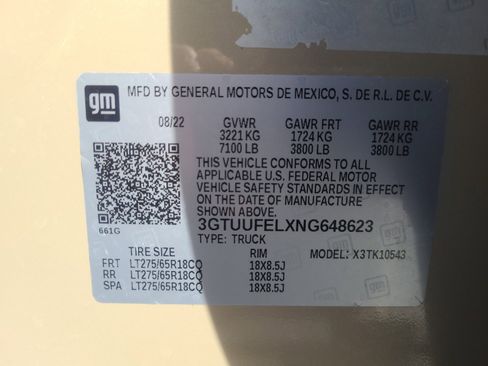 gm MFD BY GENERAL MOTORS DE MEXICO, S. DE R.L. DE C.V.
08/22 GVWR GAWR FRT GAWR RR
3221 KG 1724 KG 1724 KG
7100 LB 3800 LB 3800 LB
THIS VEHICLE CONFORMS TO ALL
APPLICABLE U.S. FEDERAL MOTOR
VEHICLE SAFETY STANDARDS IN EFFECT
ON THE DATE OF MANUFACTURE
SHOWN ABOVE.
661G
3GTUUFELXNG648623
TYPE: TRUCK
TIRE SIZE RIM MODEL: X3TK10543
FRT LT275/65R18CQ 18X8.5J
RR LT275/65R18CQ 18X8.5J
SPA LT275/65R18CQ 18X8.5J